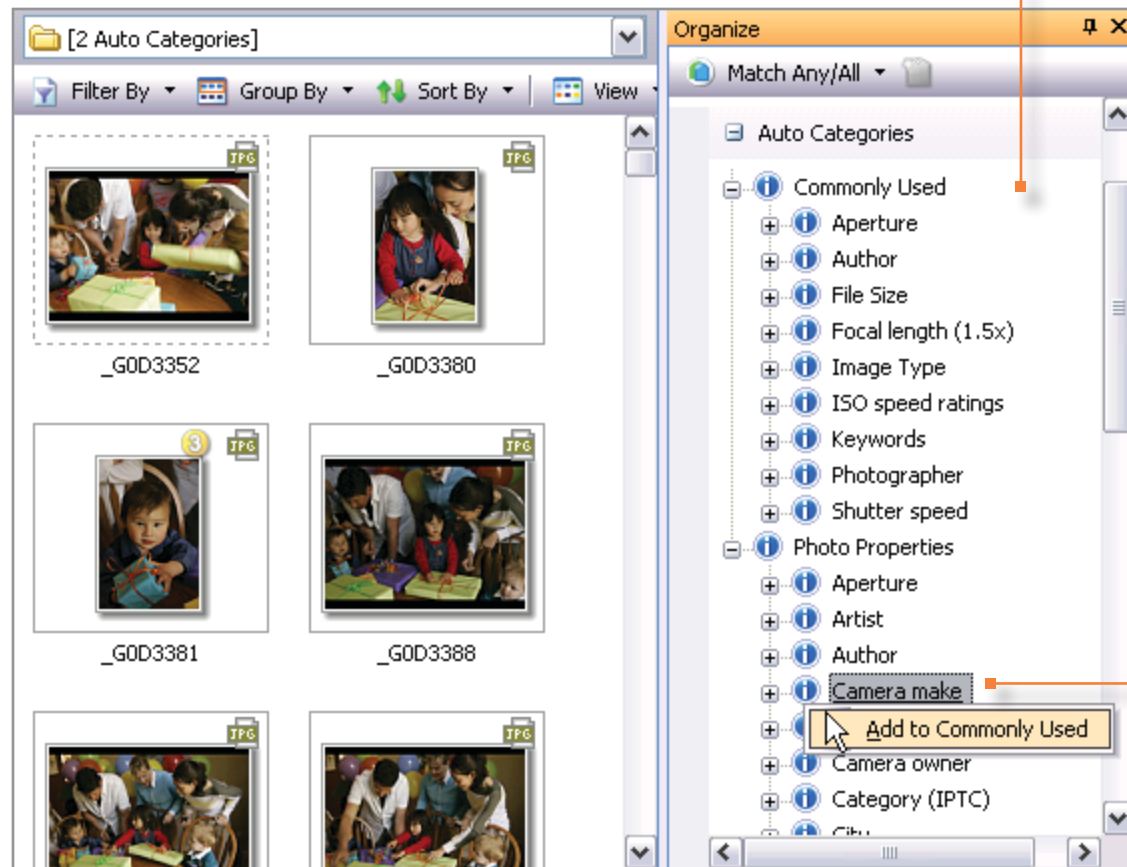 [2 Auto Categories]
Filter By Group By Sort By View
JPG JPG
_G0D3352 _G0D3380
3 JPG JPG
_G0D3381 _G0D3388
JPG JPG
Organize
Match Any/All
Auto Categories
Commonly Used
Aperture
Author
File Size
Focal length (1.5x)
Image Type
ISO speed ratings
Keywords
Photographer
Shutter speed
Photo Properties
Aperture
Artist
Author
Camera make
Add to Commonly Used
Camera owner
Category (IPTC)
City